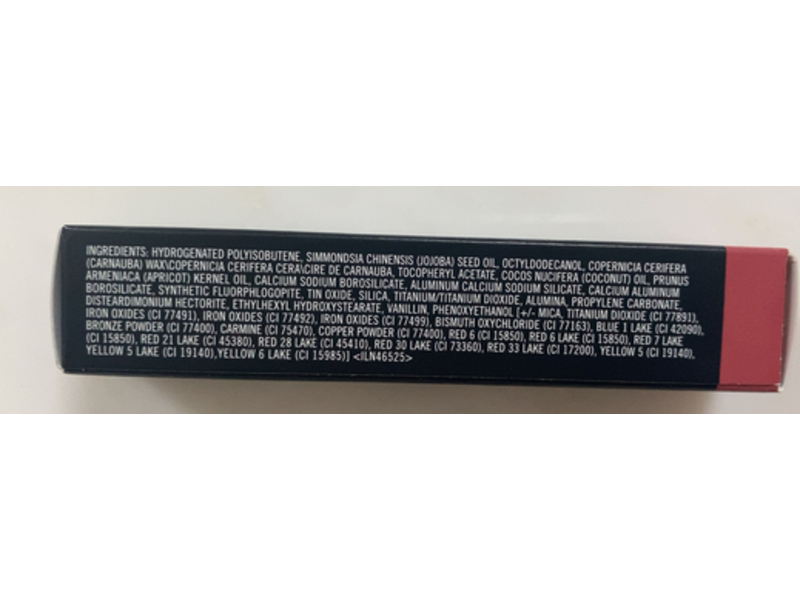 INGREDIENTS: HYDROGENATED POLYISOBUTENE, SIMMONDSIA CHINENSIS (JOJOBA) SEED OIL, OCTYLDODECANOL, COPERNICIA CERIFERA
(CARNAUBA) WAX\COPERNICIA CERIFERA CERA\CIRE DE CARNAUBA, TOCOPHERYL ACETATE, COCOS NUCIFERA (COCONUT) OIL, PRUNUS
ARMENIACA (APRICOT) KERNEL OIL, CALCIUM SODIUM BOROSILICATE, ALUMINUM CALCIUM SODIUM SILICATE, CALCIUM ALUMINUM
BOROSILICATE, SYNTHETIC FLUORPHLOGOPITE, TIN OXIDE, SILICA, TITANIUM/TITANIUM DIOXIDE, ALUMINA, PROPYLENE CARBONATE,
DISTEARDIMONIUM HECTORITE, ETHYLHEXYL HYDROXYSTEARATE, VANILLIN, PHENOXYETHANOL [+/- MICA, TITANIUM DIOXIDE (CI 77891),
IRON OXIDES (CI 77491), IRON OXIDES (CI 77492), IRON OXIDES (CI 77499), BISMUTH OXYCHLORIDE (CI 77163), BLUE 1 LAKE (CI 42090),
BRONZE POWDER (CI 77400), CARMINE (CI 75470), COPPER POWDER (CI 77400), RED 6 (CI 15850), RED 6 LAKE (CI 15850), RED 7 LAKE
(CI 15850), RED 21 LAKE (CI 45380), RED 28 LAKE (CI 45410), RED 30 LAKE (CI 73360), RED 33 LAKE (CI 17200), YELLOW 5 (CI 19140),
YELLOW 5 LAKE (CI 19140),YELLOW 6 LAKE (CI 15985)] <ILN46525>